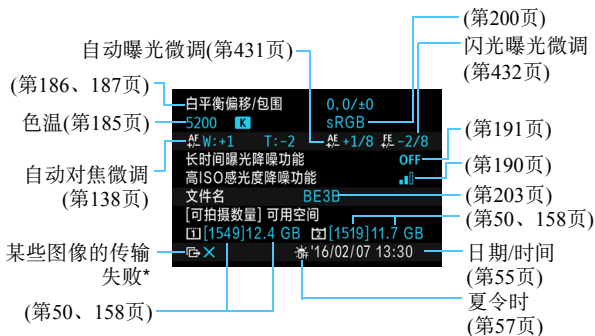 (第200页)
自动曝光微调(第431页)
闪光曝光微调
(第432页)
(第186、187页)
色温(第185页)
自动对焦微调
(第138页)
白平衡偏移/包围 0,0/±0
5200 K sRGB
AF +/- W:+1 T:-2 AE +/- +1/8 FE +/- -2/8
长时间曝光降噪功能 OFF
高ISO感光度降噪功能
文件名 BE3B
[可拍摄数量] 可用空间
1 [1549]12.4 GB 2 [1519]11.7 GB
OFF '16/02/07 13:30
(第191页)
(第190页)
(第203页)
(第50、158页)
某些图像的传输
失败*
(第50、158页)
日期/时间
(第55页)
夏令时
(第57页)